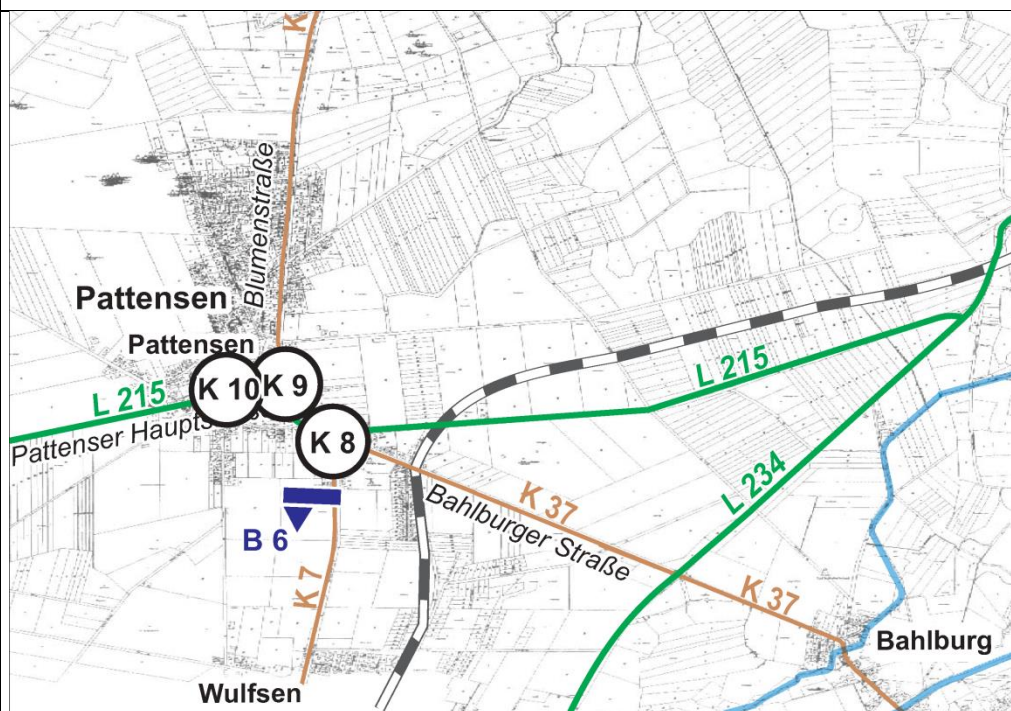 K
Blumenstraße
Pattensen
Pattensen
K 10
K 9
L 215
L 215
Pattenser Haupts
K 8
L 234
K 37
Bahlburger Straße
B 6
K 7
K 37
Bahlburg
Wulfsen